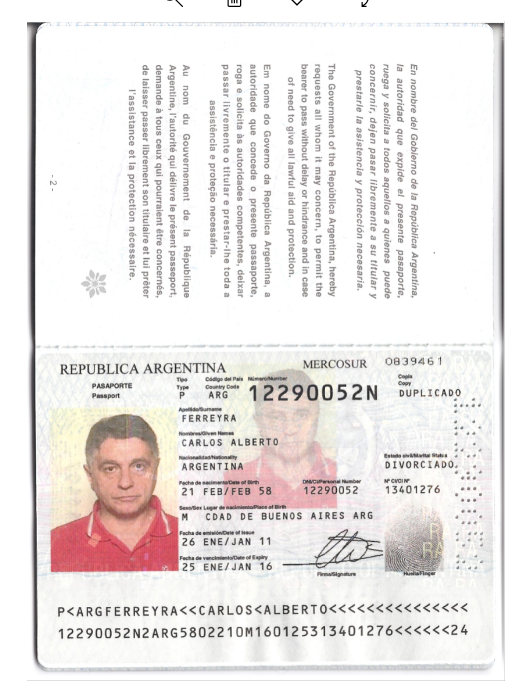 En nombre del Gobierno de la República Argentina,
la autoridad que expide el presente pasaporte,
ruega y solicita a todos aquellos a quienes puede
concernir, dejen pasar libremente a su titular y
prestarle la asistencia y protección necesaria.
The Government of the República Argentina, hereby
requests all whom it may concern, to permit the
bearer to pass without delay or hindrance and in case
of need to give all lawful aid and protection.
Em nome do Governo da República Argentina, a
autoridade que concede o presente passaporte,
roga e solicita às autoridades competentes, deixar
passar livremente o titular e prestar-lhe toda a
assistência e proteção necessária.
Au nom du Gouvernement de la République
Argentine, l'autorité qui délivre le présent passeport,
demande à tous ceux qui pourraient être concernés,
de laisser passer librement son titulaire et lui prêter
l'assistance et la protection nécessaire.
- 2 -
REPUBLICA ARGENTINA MERCOSUR 0839461
PASAPORTE Tipo Código del País Número/Number Copia
Passport Type Country Code Copy
P ARG 12290052N DUPLICADO
Apellido/Surname
FERREYRA
Nombres/Given Names
CARLOS ALBERTO
Nacionalidad/Nationality Estado civil/Marital Status
ARGENTINA DIVORCIADO
Fecha de nacimiento/Date of Birth DNI/CI/Personal Number Nº CI/CI Nº
21 FEB/FEB 58 12290052 13401276
Sexo/Sex Lugar de nacimiento/Place of Birth
M CDAD DE BUENOS AIRES ARG
Fecha de emisión/Date of Issue
26 ENE/JAN 11
Fecha de vencimiento/Date of Expiry
25 ENE/JAN 16
Firma/Signature Huella/Finger
P<ARGFERREYRA<<CARLOS<ALBERTO<<<<<<<<<<<<<<<
12290052N2ARG5802210M160125313401276<<<<<<24